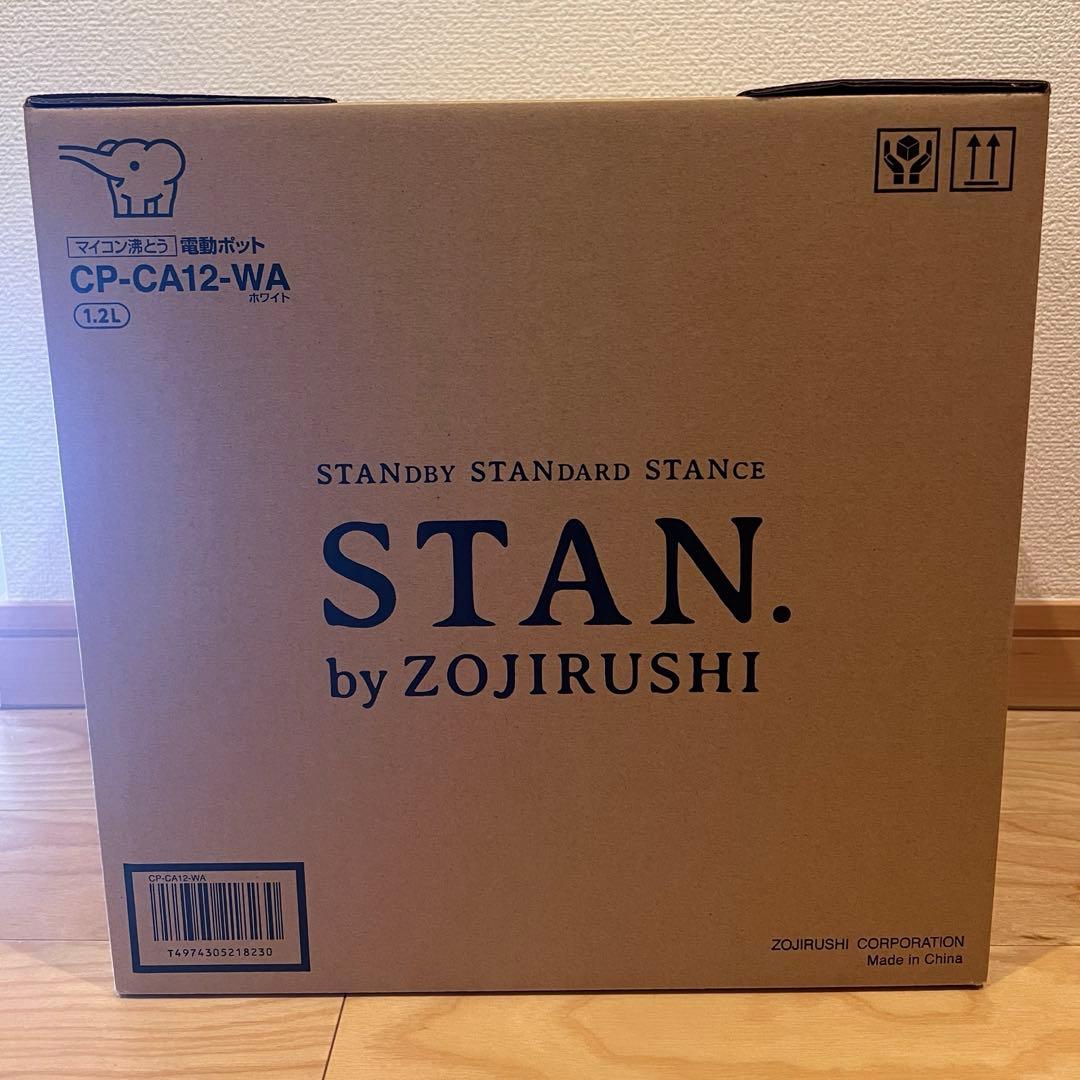 マイコン沸とう 電動ポット
CP-CA12-WA
ホワイト
1.2L
STANDBY STANDARD STANCE
STAN.
by ZOJIRUSHI
CP-CA12-WA
T4974305218230
ZOJIRUSHI CORPORATION
Made in China